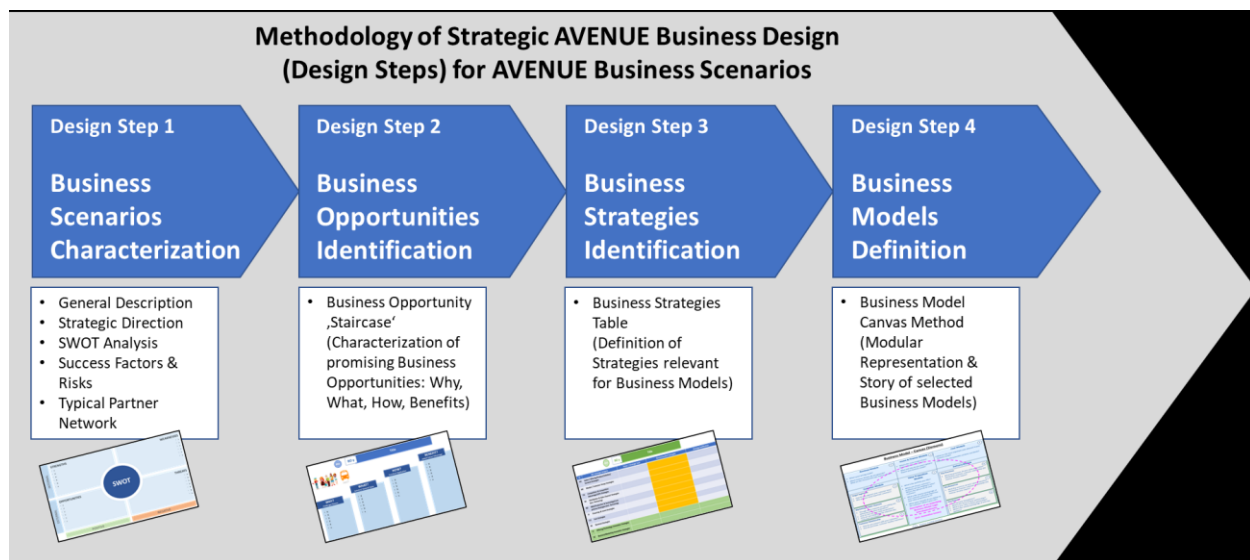 Methodology of Strategic AVENUE Business Design
(Design Steps) for AVENUE Business Scenarios
Design Step 1
Business
Scenarios
Characterization
Design Step 2
Business
Opportunities
Identification
Design Step 3
Business
Strategies
Identification
Design Step 4
Business
Models
Definition
• General Description
• Strategic Direction
• SWOT Analysis
• Success Factors &
Risks
• Typical Partner
Network
• Business Opportunity
‚Staircase‘
(Characterization of
promising Business
Opportunities: Why,
What, How, Benefits)
• Business Strategies
Table
(Definition of
Strategies relevant
for Business Models)
• Business Model
Canvas Method
(Modular
Representation &
Story of selected
Business Models)
SWOT